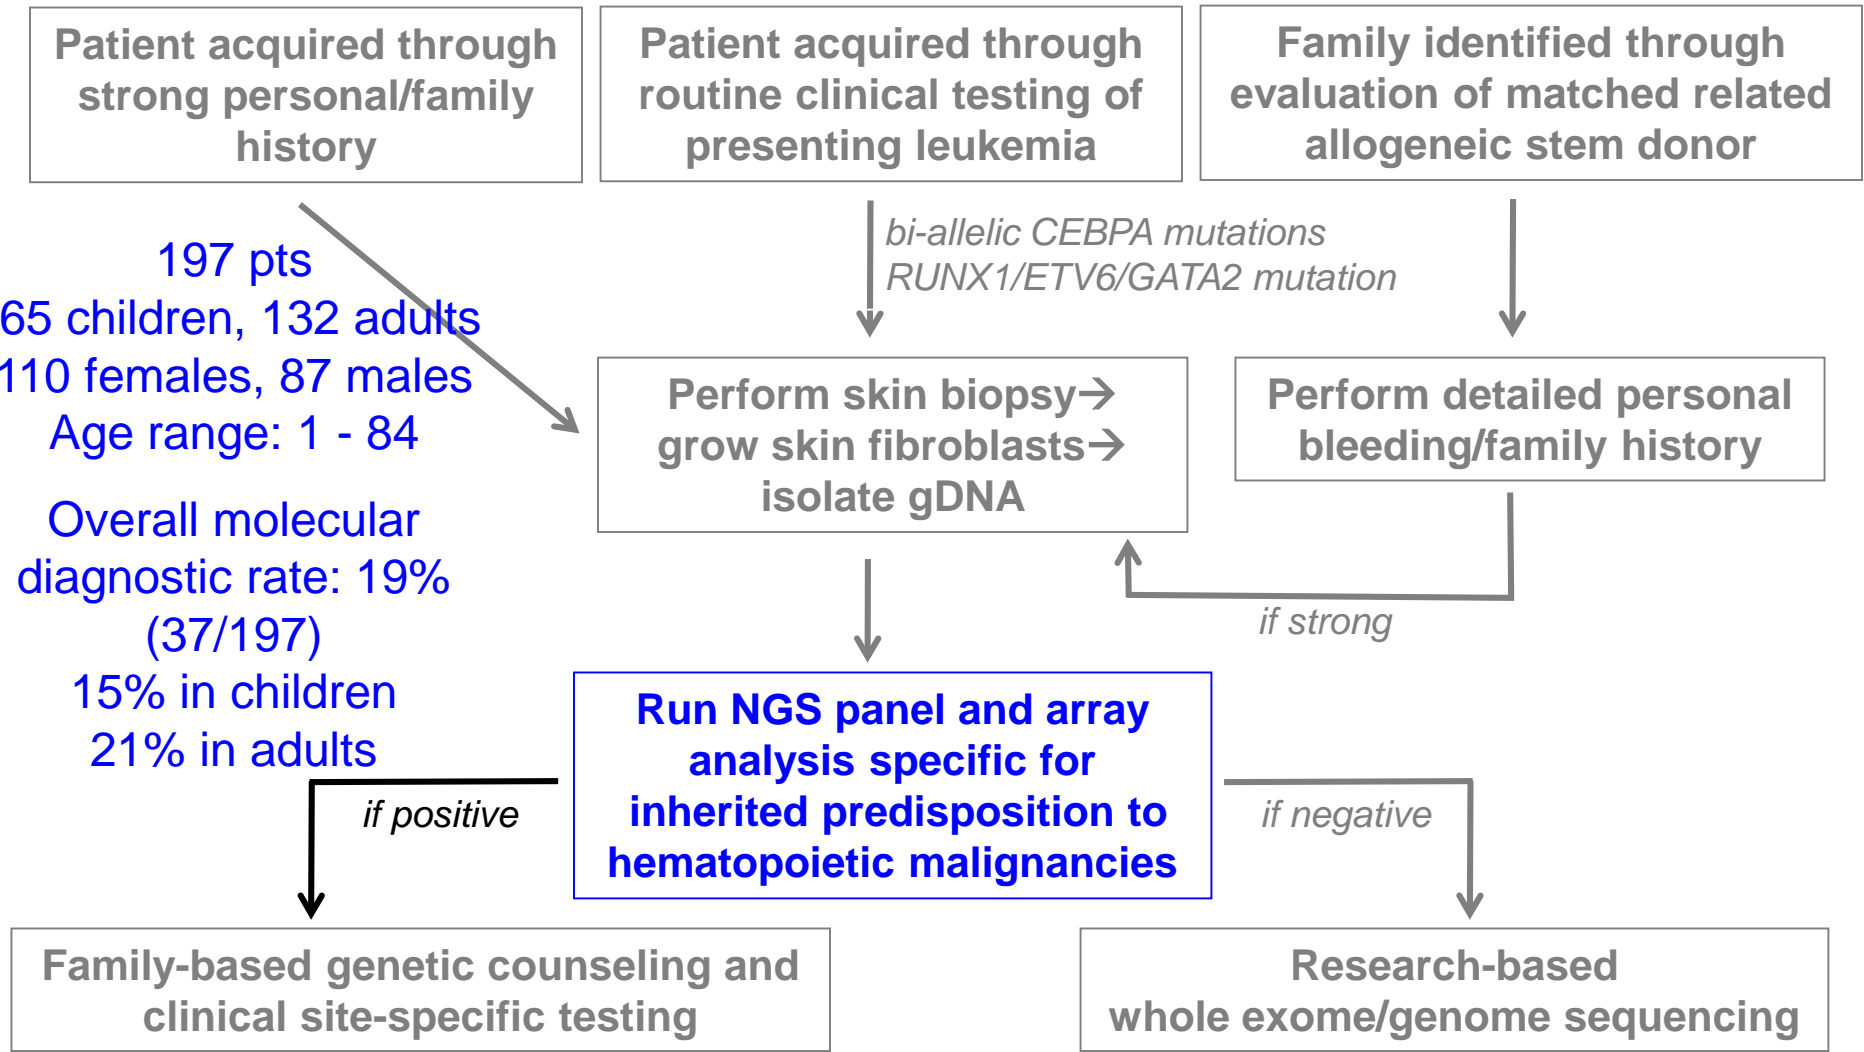 Patient acquired through
strong personal/family
history
Patient acquired through
routine clinical testing of
presenting leukemia
Family identified through
evaluation of matched related
allogeneic stem donor
bi-allelic CEBPA mutations
RUNX1/ETV6/GATA2 mutation
197 pts
65 children, 132 adults
110 females, 87 males
Age range: 1 - 84
Overall molecular
diagnostic rate: 19%
(37/197)
15% in children
21% in adults
Perform skin biopsy→
grow skin fibroblasts→
isolate gDNA
Perform detailed personal
bleeding/family history
if strong
Run NGS panel and array
analysis specific for
inherited predisposition to
hematopoietic malignancies
if positive
if negative
Family-based genetic counseling and
clinical site-specific testing
Research-based
whole exome/genome sequencing